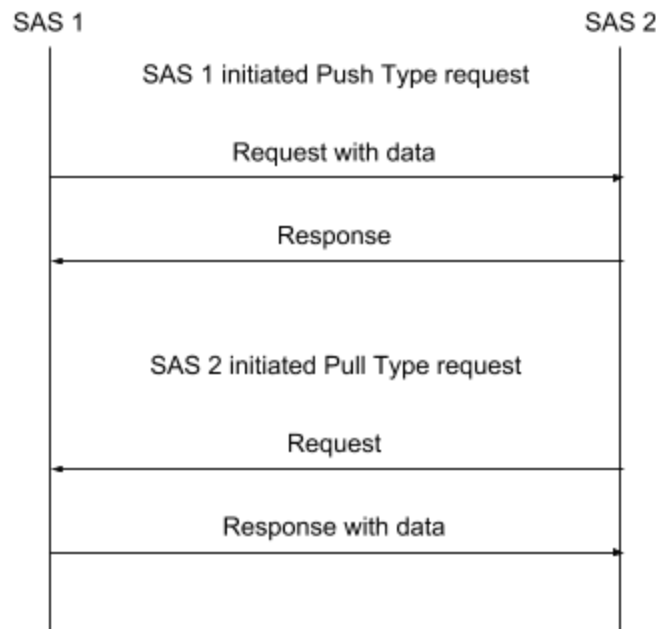 SAS 1
SAS 2
SAS 1 initiated Push Type request
Request with data
Response
SAS 2 initiated Pull Type request
Request
Response with data